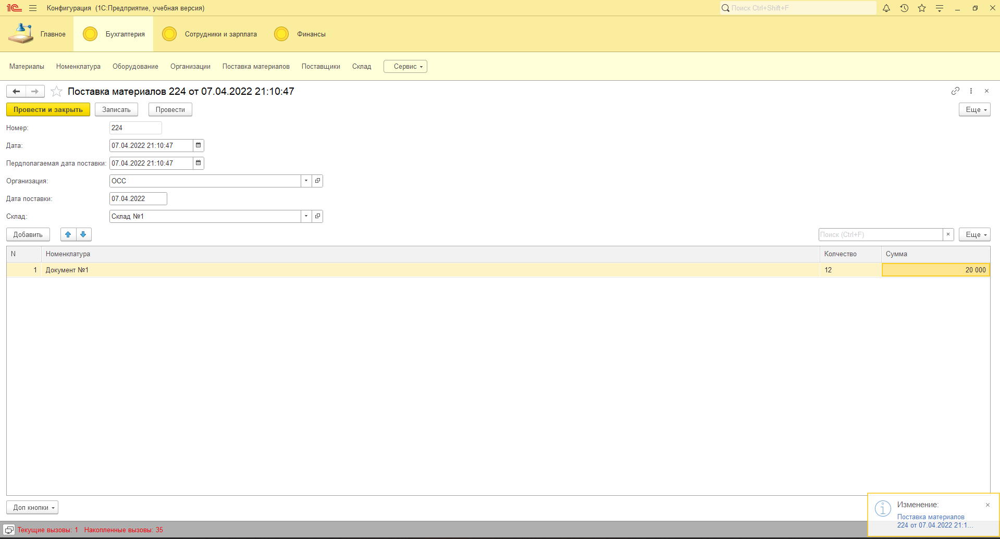 1С Конфигурация (1С:Предприятие, учебная версия) Поиск Ctrl+Shift+F
Главное Бухгалтерия Сотрудники и зарплата Финансы
Материалы Номенклатура Оборудование Организации Поставка материалов Поставщики Склад Сервис
Поставка материалов 224 от 07.04.2022 21:10:47
Провести и закрыть Записать Провести Еще
Номер: 224
Дата: 07.04.2022 21:10:47
Пердполагаемая дата поставки: 07.04.2022 21:10:47
Организация: ОСС
Дата поставки: 07.04.2022
Склад: Склад №1
Добавить Поиск (Ctrl+F) × Еще
N Номенклатура Колчество Сумма
1 Документ №1 12 20 000
Доп кнопки
Изменение:
Поставка материалов
224 от 07.04.2022 21:1...
Текущие вызовы: 1 Накопленные вызовы: 35